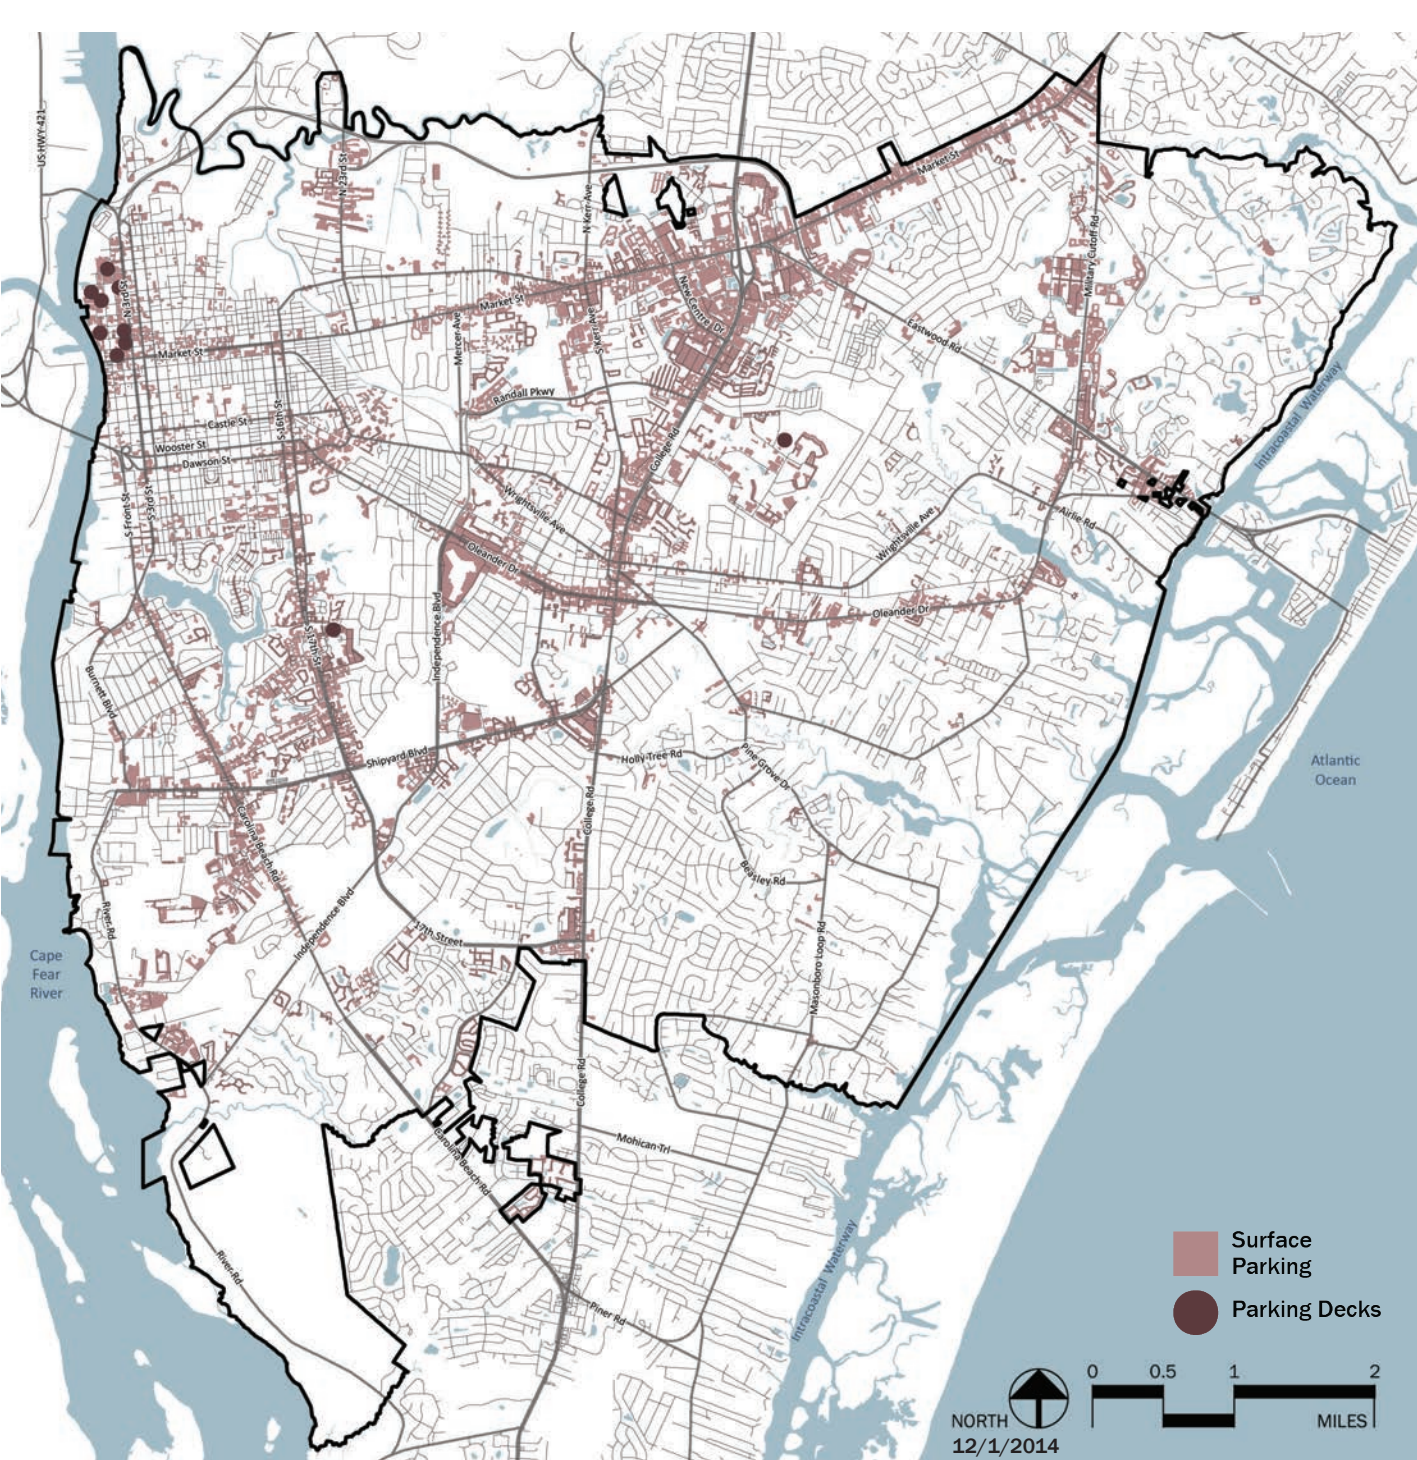 US HWY 421
N 23rd St
N Kerr Ave
Market St
Military Cutoff Rd
N 3rd St
New Centre Dr
Market St
Mercer Ave
S Kerr Ave
Eastwood Rd
Market St
Intracoastal Waterway
Randall Pkwy
Castle St
S 16th St
Wooster St
College Rd
Dawson St
S Front St
S 3rd St
Wrightsville Ave
Airlie Rd
Wrightsville Ave
Oleander Dr
Oleander Dr
Independence Blvd
S 17th St
Burnett Blvd
Shipyard Blvd
Holly Tree Rd
Pine Grove Dr
Atlantic
Ocean
College Rd
Carolina Beach Rd
Beasley Rd
River Rd
Independence Blvd
17th Street
Masonboro Loop Rd
Cape
Fear
River
College Rd
Mohican Trl
Carolina Beach Rd
River Rd
Intracoastal Waterway
Piner Rd
Surface
Parking
Parking Decks
0 0.5 1 2
NORTH
MILES
12/1/2014